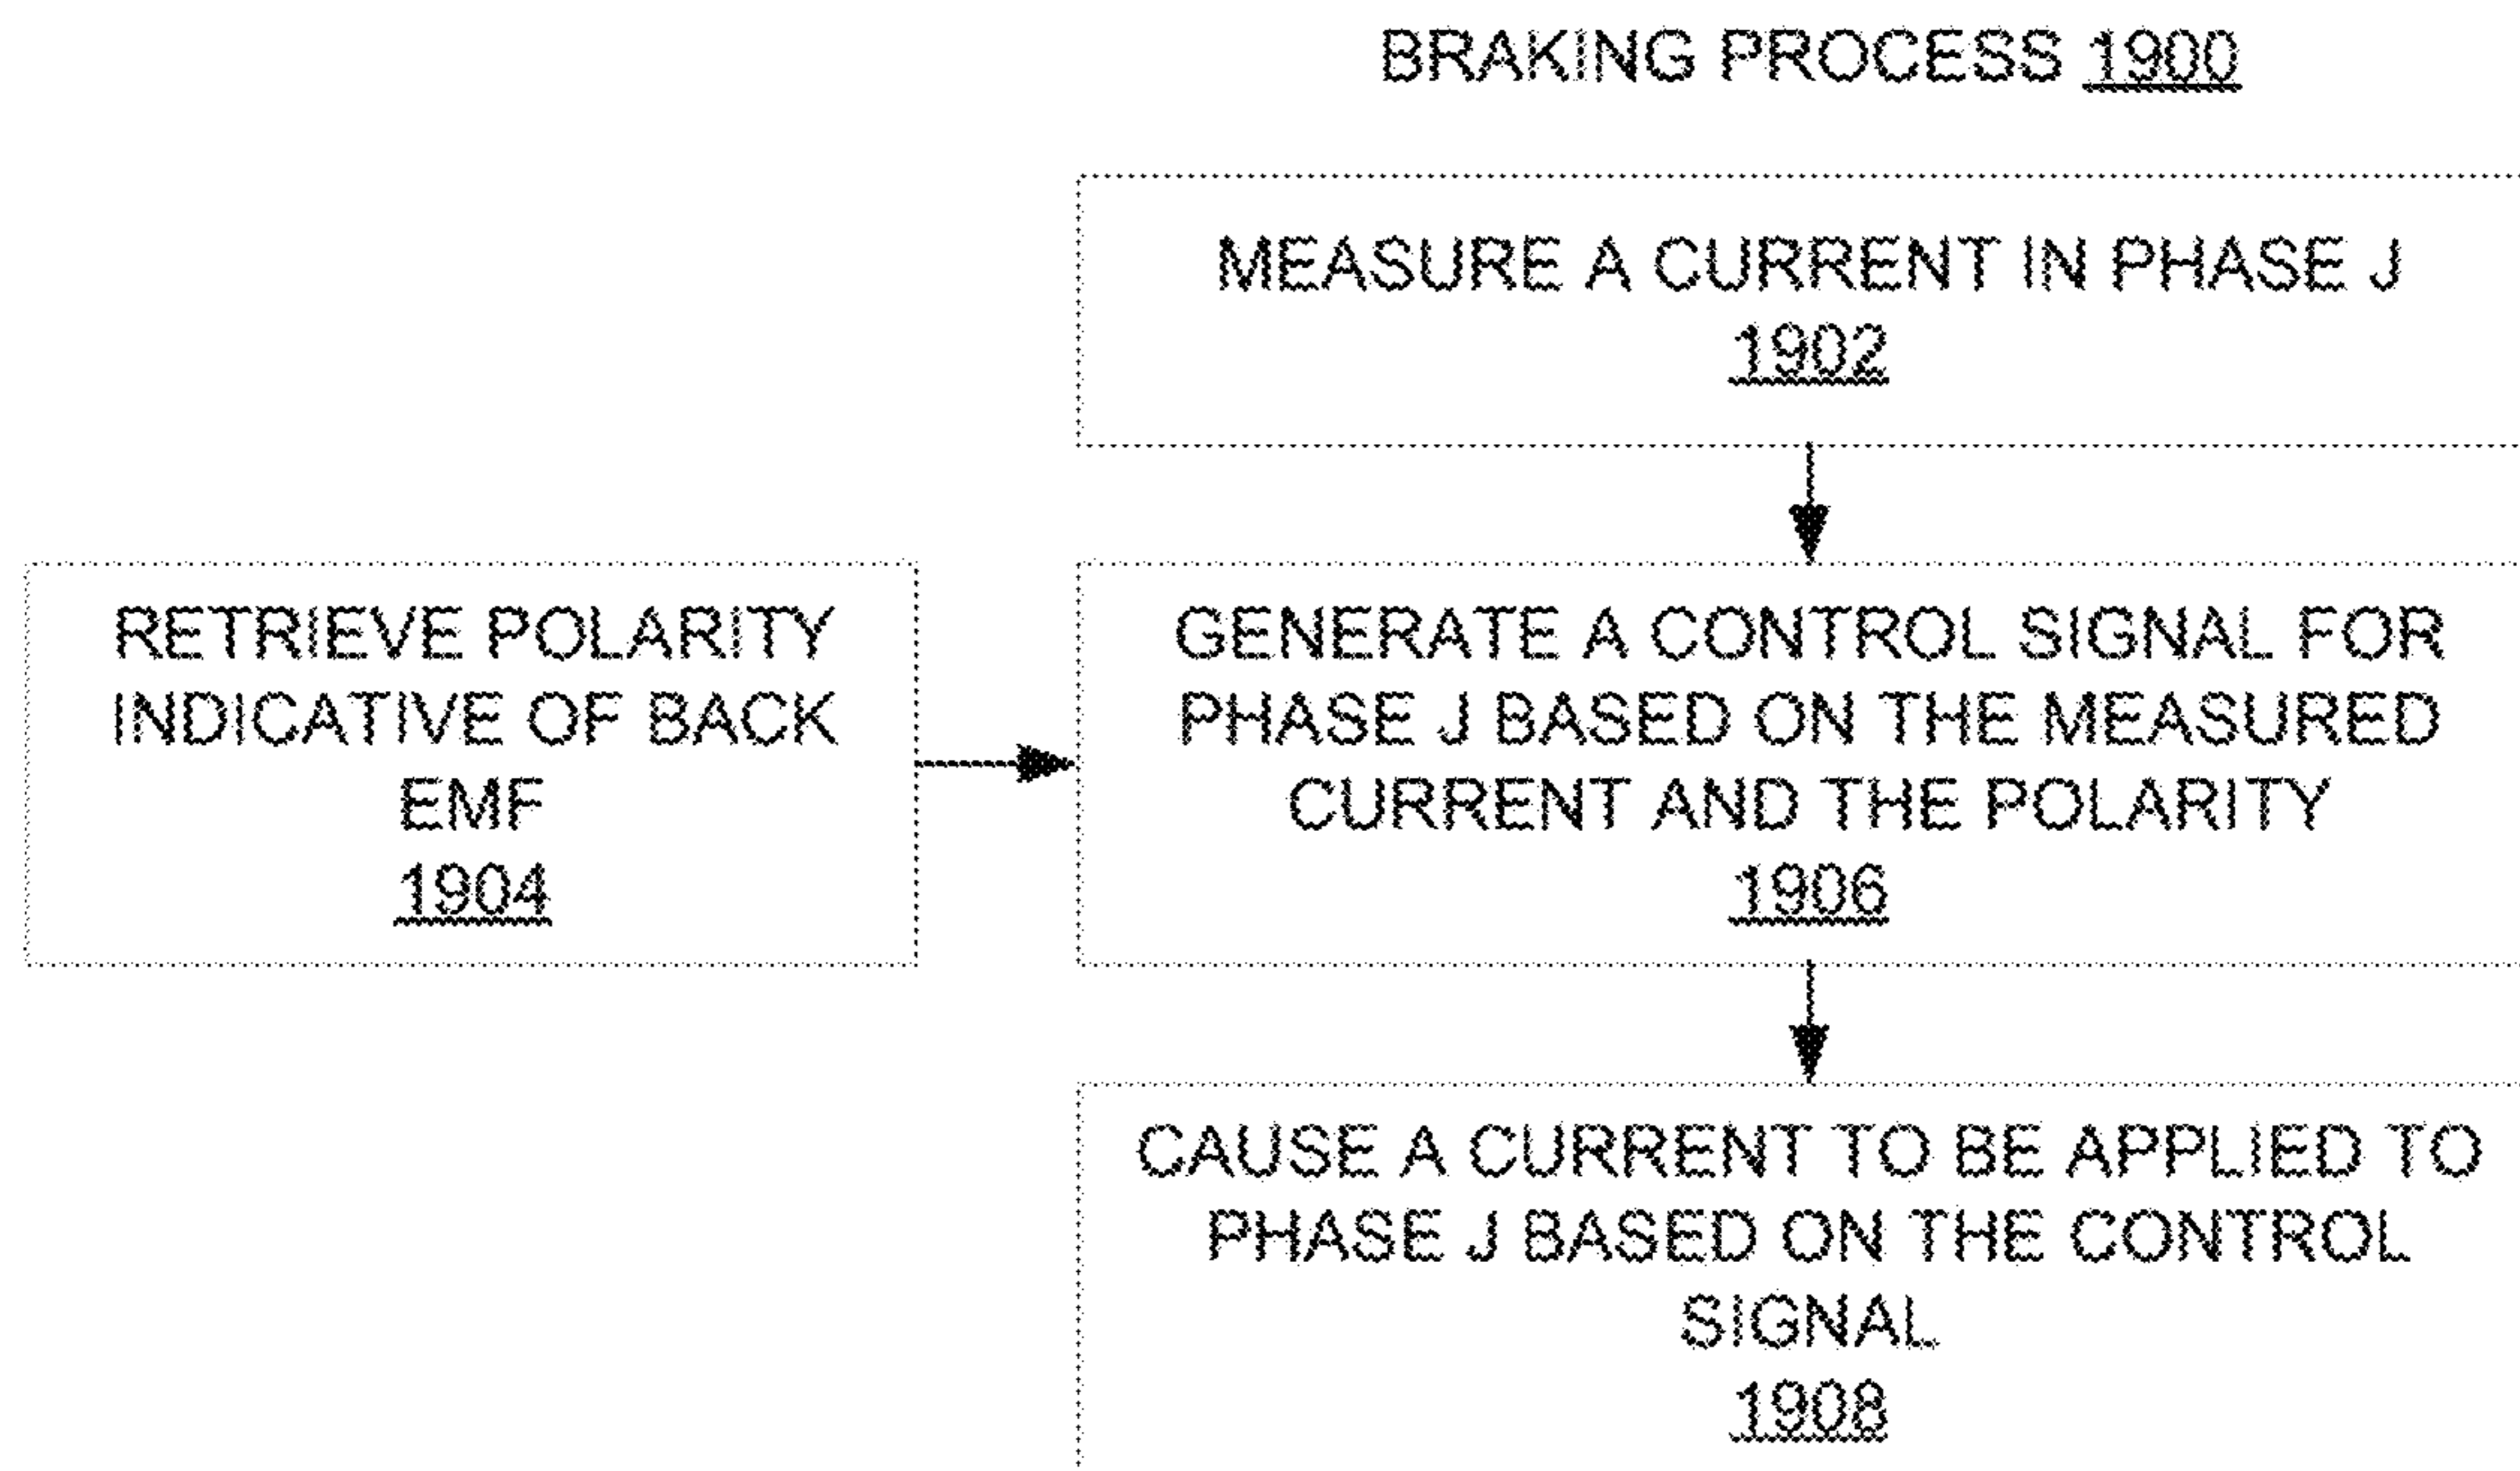 BRAKING PROCESS 1900
MEASURE A CURRENT IN PHASE J
1902
RETRIEVE POLARITY
INDICATIVE OF BACK
EMF
1904
GENERATE A CONTROL SIGNAL FOR
PHASE J BASED ON THE MEASURED
CURRENT AND THE POLARITY
1906
CAUSE A CURRENT TO BE APPLIED TO
PHASE J BASED ON THE CONTROL
SIGNAL
1908